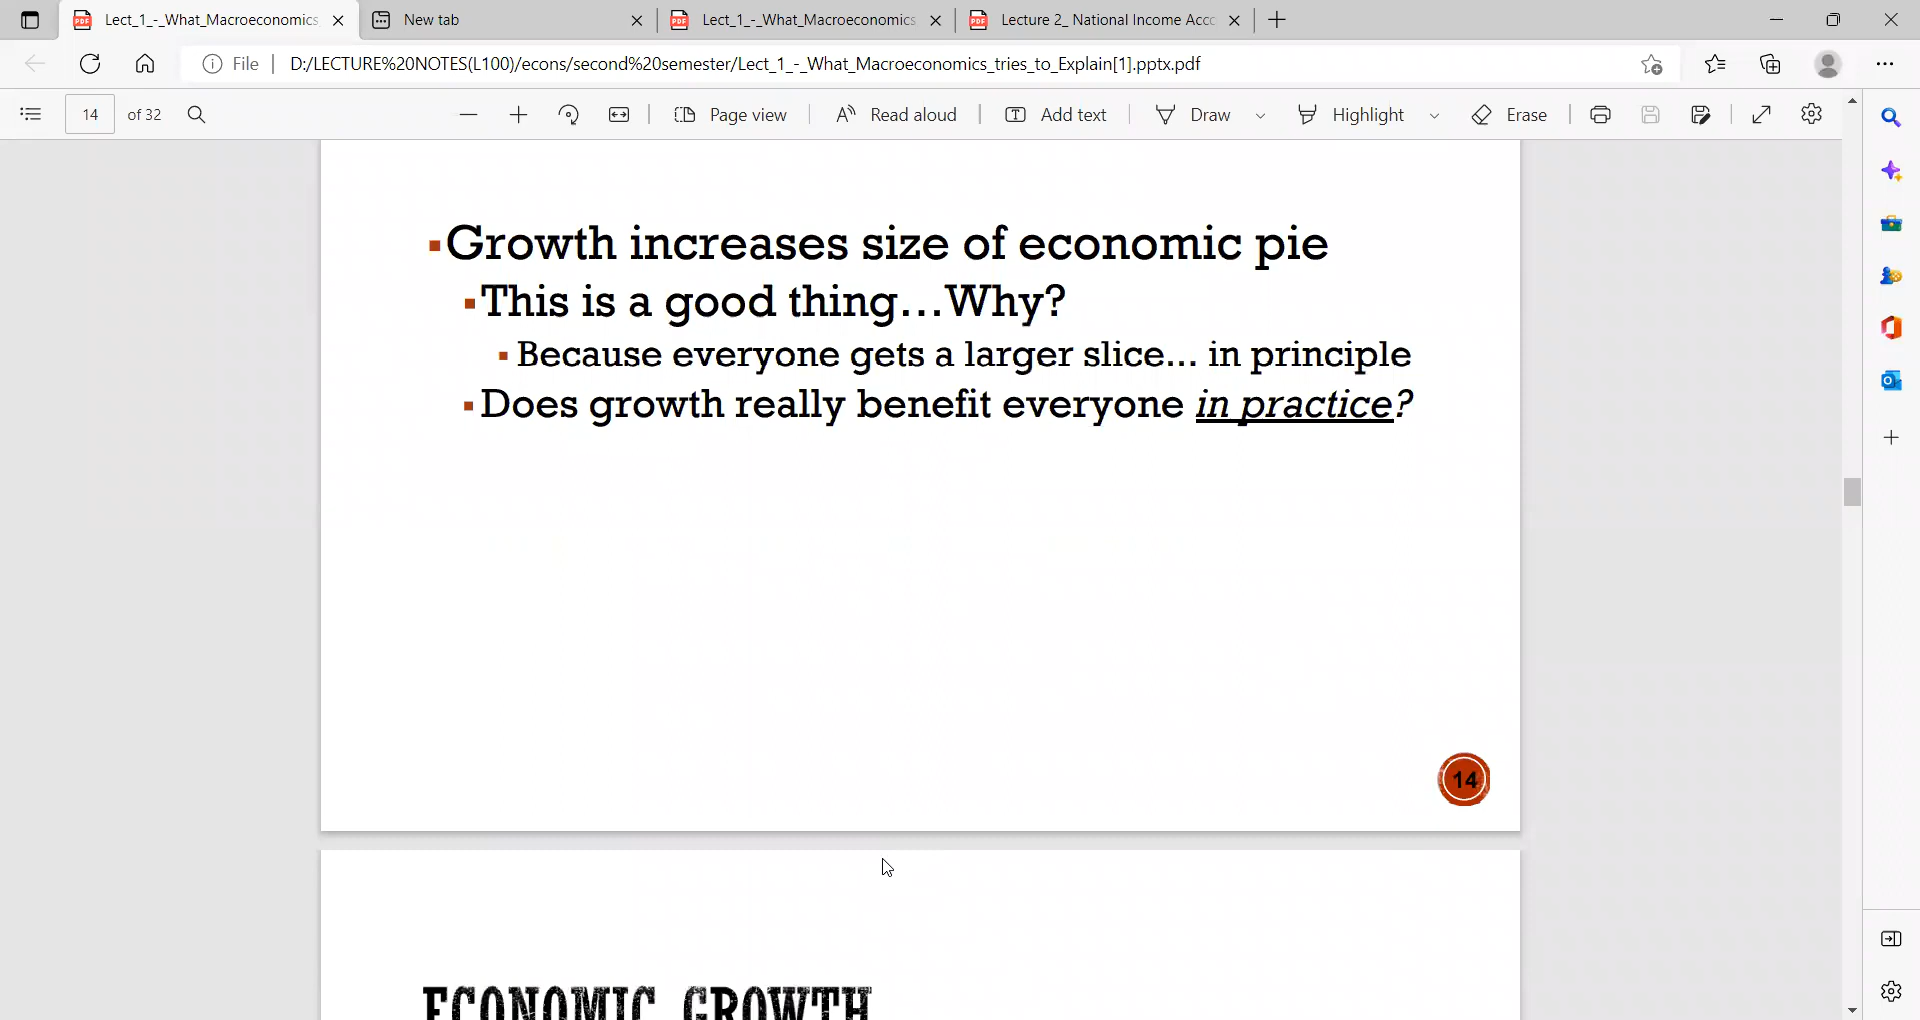 Lect_1_-_What_Macroeconomics
New tab
Lect_1_-_What_Macroeconomics
Lecture 2_ National Income Acco
File
D:/LECTURE%20NOTES(L100)/econs/second%20semester/Lect_1_-_What_Macroeconomics_tries_to_Explain[1].pptx.pdf
14 of 32
Page view
Read aloud
Add text
Draw
Highlight
Erase
Growth increases size of economic pie
This is a good thing...Why?
Because everyone gets a larger slice... in principle
Does growth really benefit everyone in practice?
14
ECONOMIC GROWTH